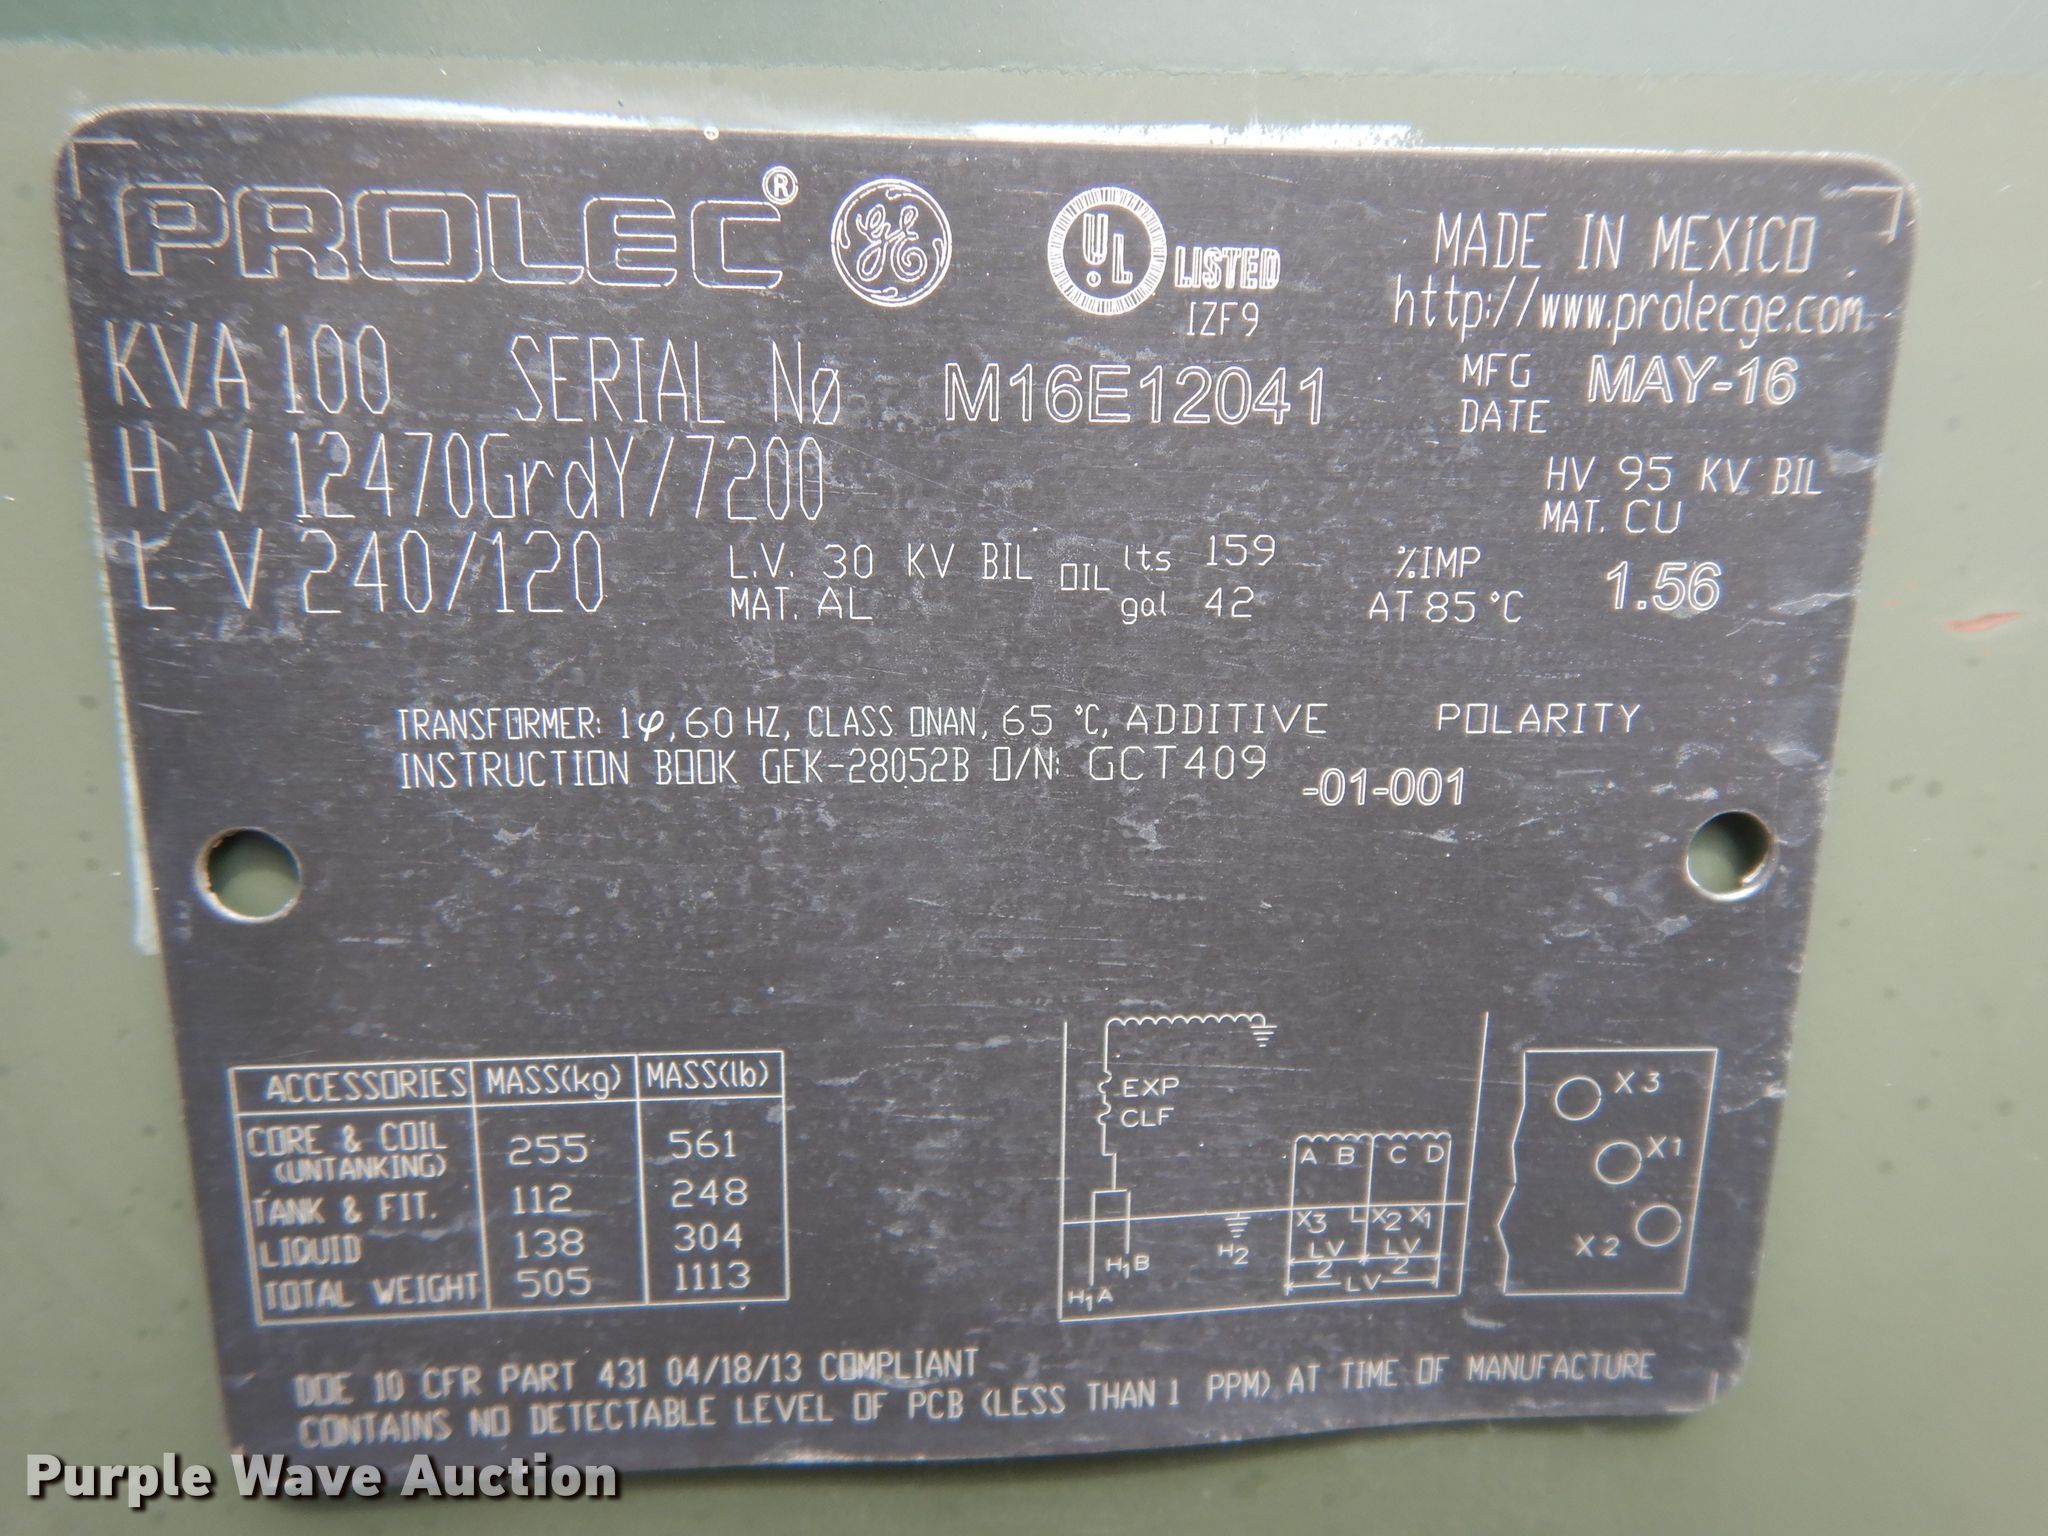 PROLEC® GE UL LISTED MADE IN MEXICO
IZF9 http://www.prolecge.com
KVA 100 SERIAL Nø M16E12041 MFG DATE MAY-16
H V 12470GrdY/7200 HV 95 KV BIL
MAT. CU
L V 240/120 L.V. 30 KV BIL OIL lts 159 %IMP 1.56
MAT. AL gal 42 AT 85 °C
TRANSFORMER: 1φ, 60 HZ, CLASS ONAN, 65 °C, ADDITIVE POLARITY
INSTRUCTION BOOK GEK-28052B O/N: GCT409 -01-001
ACCESSORIES MASS(kg) MASS(lb)
CORE & COIL (UNTANKING) 255 561
TANK & FIT. 112 248
LIQUID 138 304
TOTAL WEIGHT 505 1113
EXP
CLF
A B C D
X3 X2 X1
H2
LV LV
2 2
LV
H1B
H1A
X3
X1
X2
DOE 10 CFR PART 431 04/18/13 COMPLIANT
CONTAINS NO DETECTABLE LEVEL OF PCB (LESS THAN 1 PPM) AT TIME OF MANUFACTURE
Purple Wave Auction